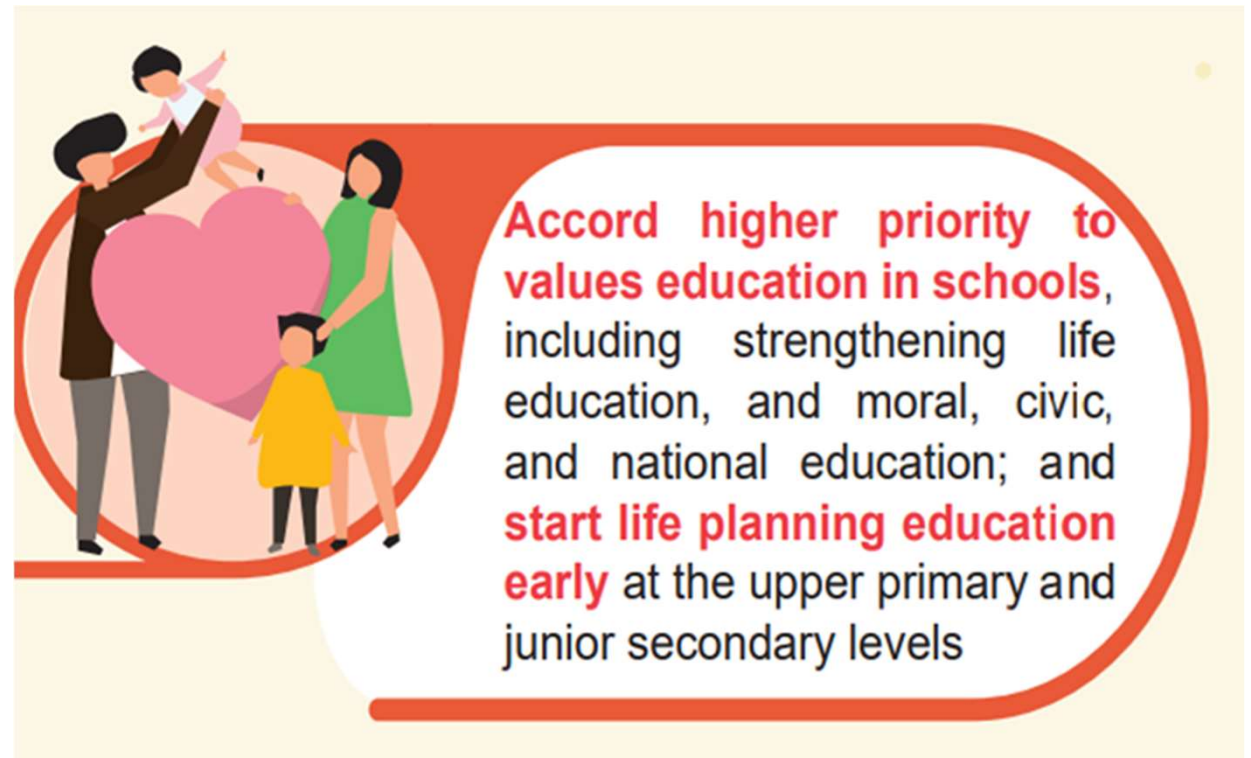 Accord higher priority to
values education in schools,
including strengthening life
education, and moral, civic,
and national education; and
start life planning education
early at the upper primary and
junior secondary levels